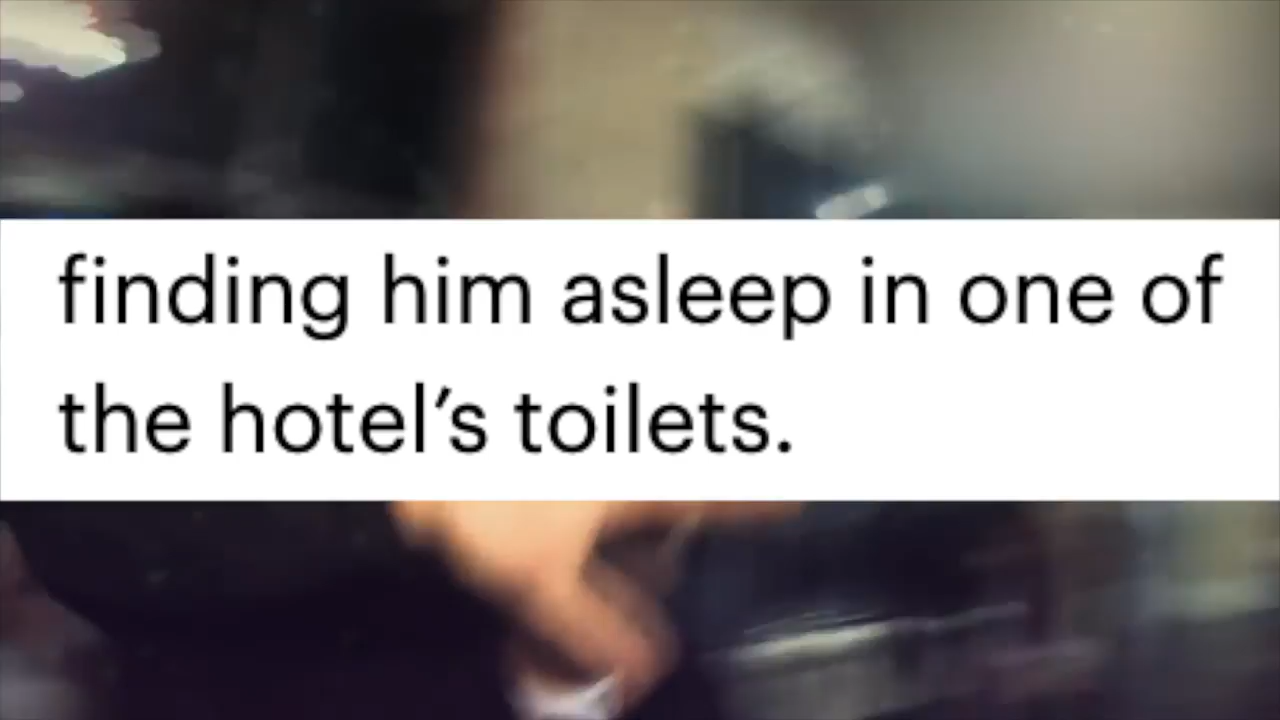 finding him asleep in one of
the hotel’s toilets.